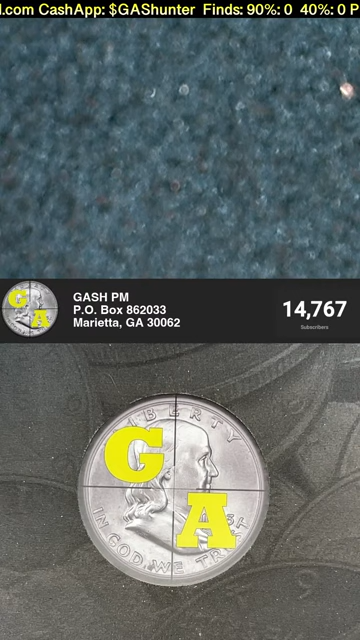 l.com CashApp: $GAShunter Finds: 90%: 0 40%: 0 P
GA
GASH PM
P.O. Box 862033
Marietta, GA 30062
14,767
Subscribers
LIBERTY
G
A
IN GOD WE TRUST